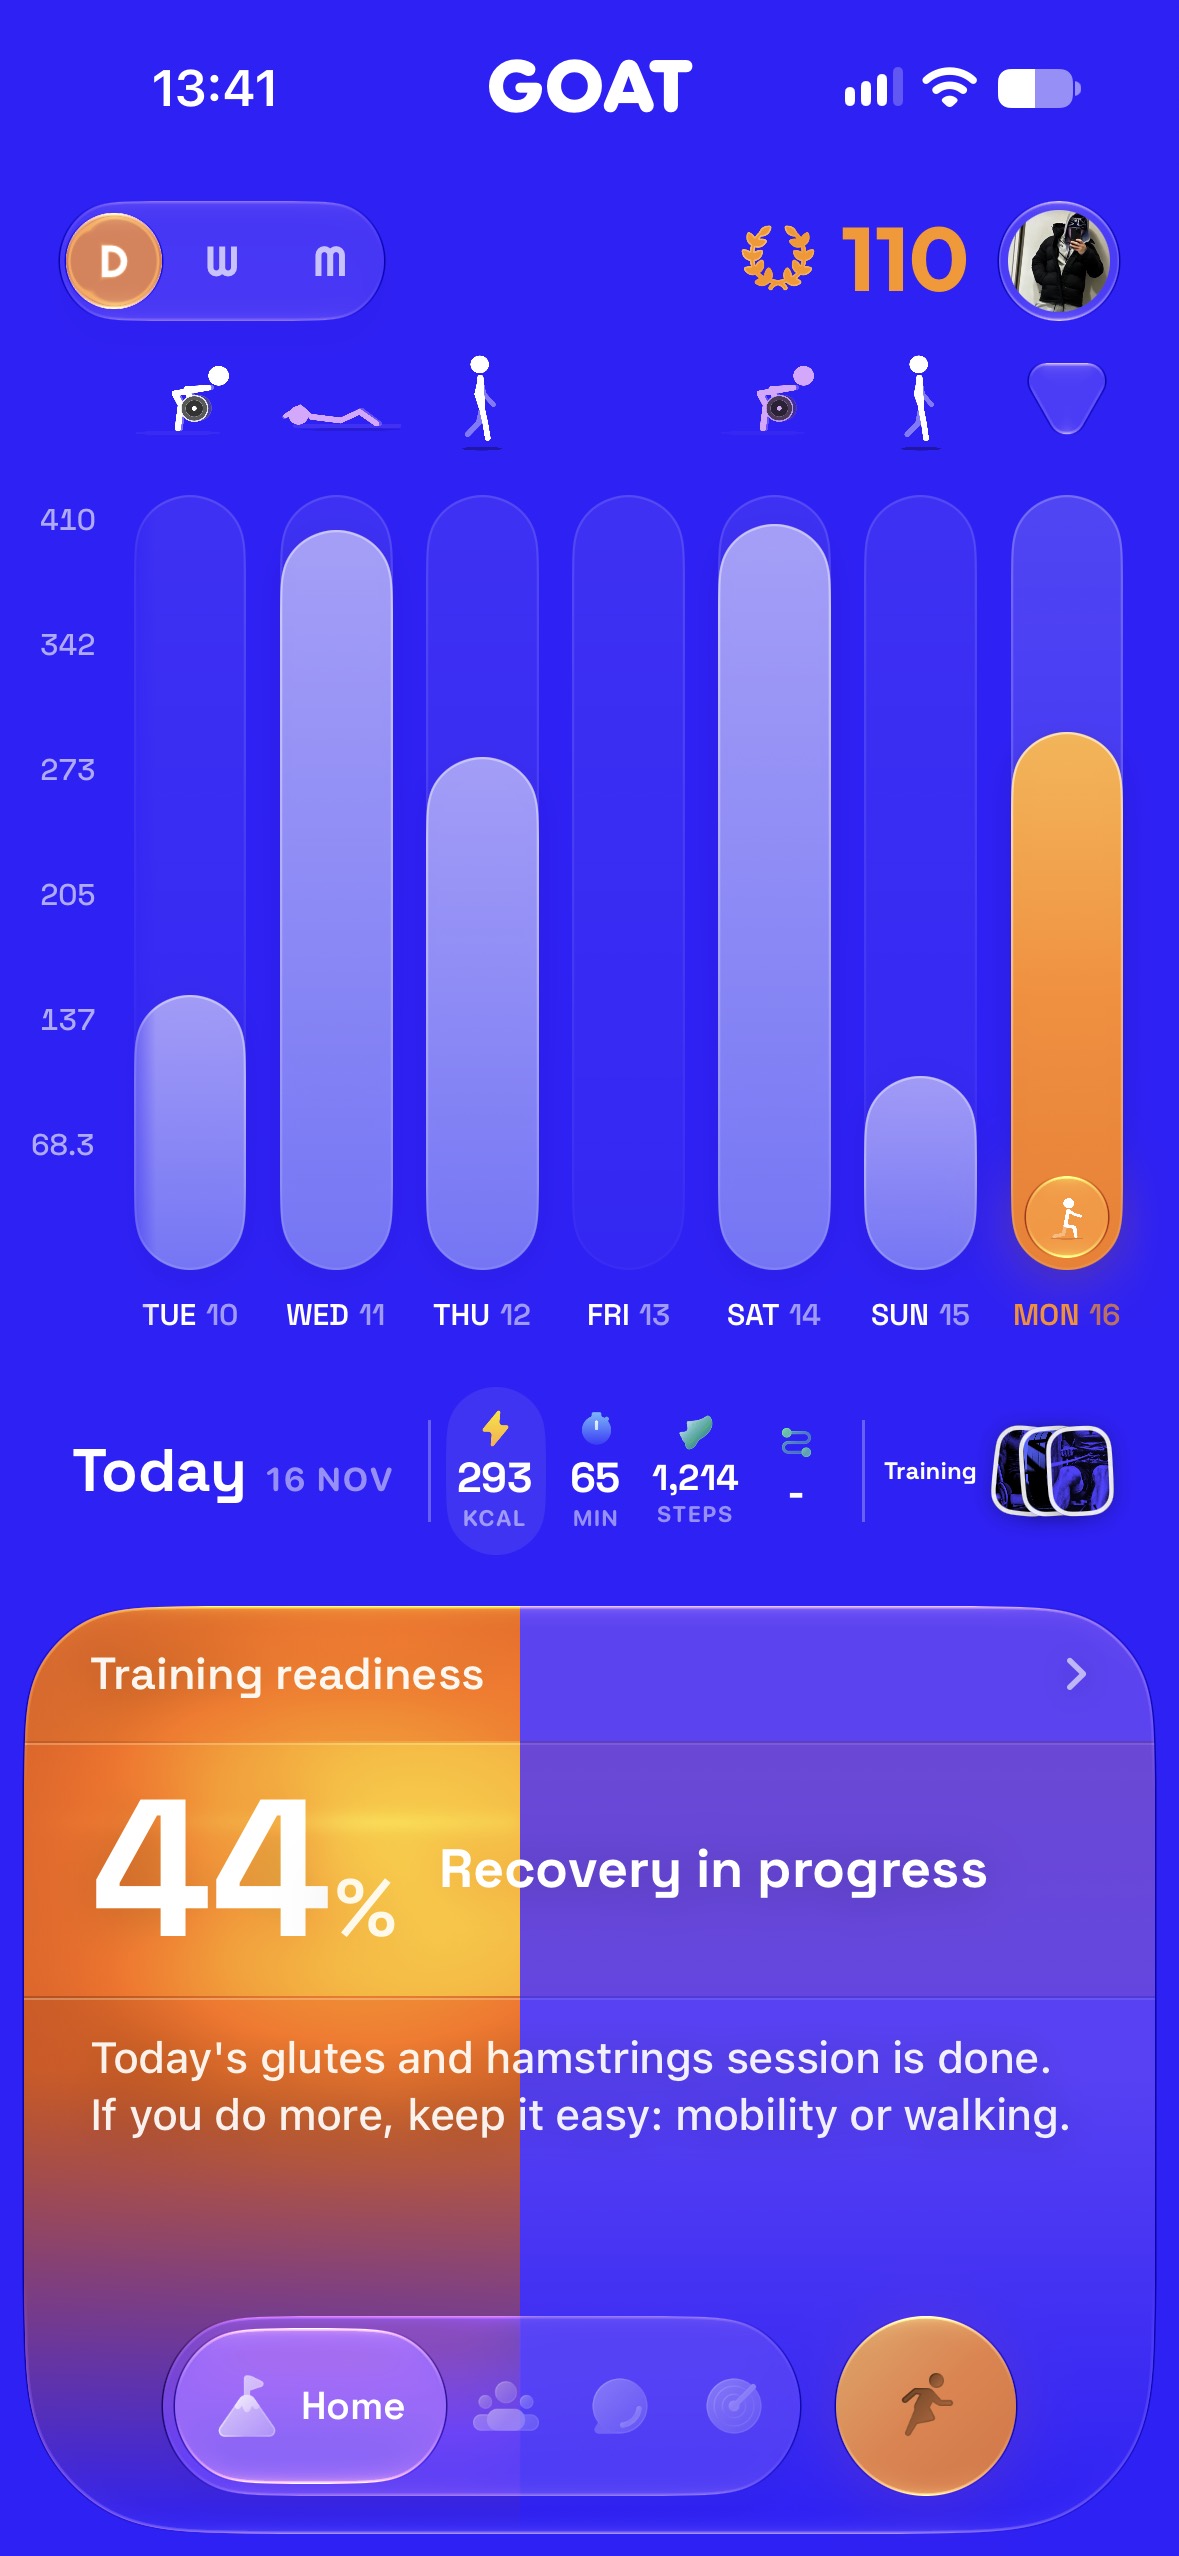 13:41
GOAT
D W M
110
410
342
273
205
137
68.3
TUE 10 WED 11 THU 12 FRI 13 SAT 14 SUN 15 MON 16
Today 16 NOV
293 KCAL
65 MIN
1,214 STEPS
-
Training
Training readiness
44% Recovery in progress
Today's glutes and hamstrings session is done.
If you do more, keep it easy: mobility or walking.
Home